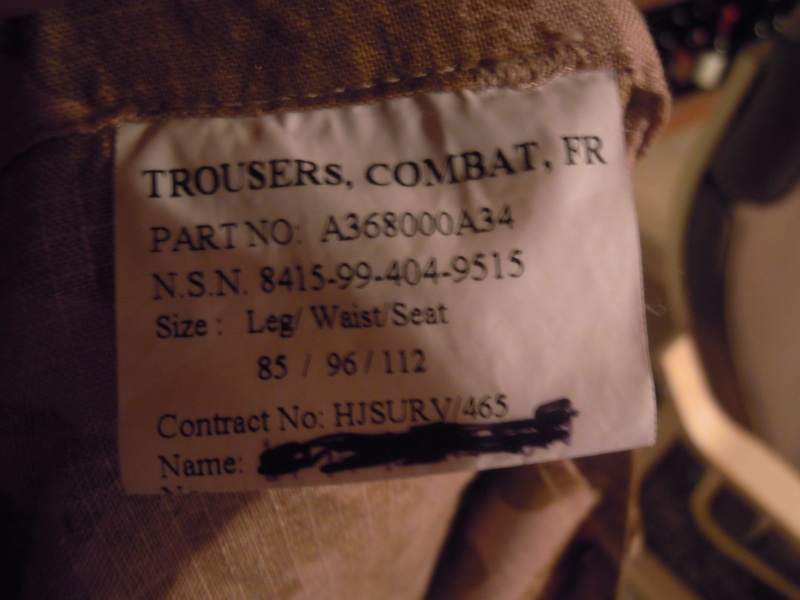 TROUSERS, COMBAT, FR
PART NO: A368000A34
N.S.N. 8415-99-404-9515
Size : Leg/ Waist/Seat
85 / 96 / 112
Contract No: HJSURV/465
Name: